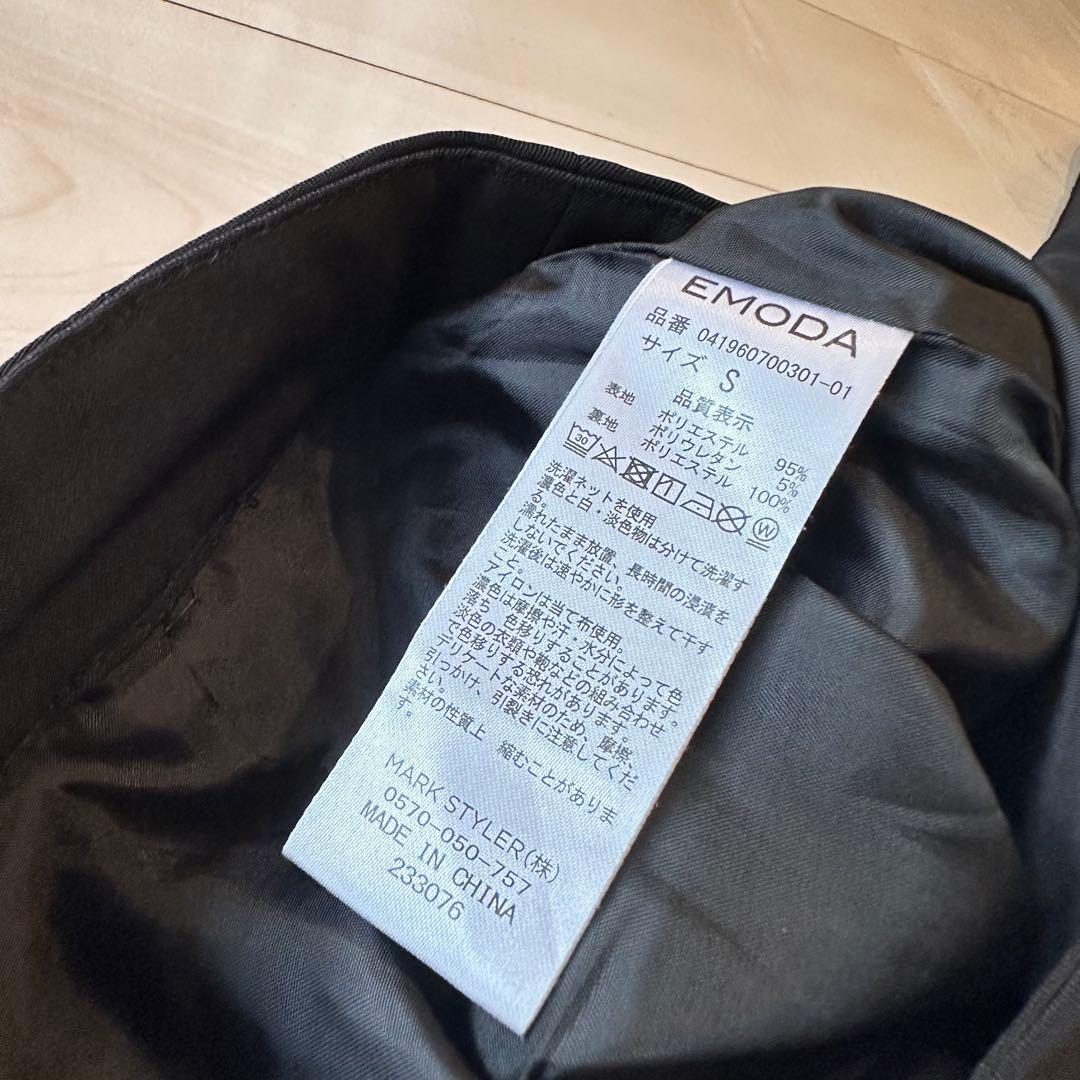 EMODA
品番 041960700301-01
サイズ S
品質表示
表地 ポリエステル 95%
ポリウレタン 5%
裏地 ポリエステル 100%
30 W
洗濯ネットを使用
濃色と白・淡色物は分けて洗濯す
る。
濡れたまま放置、長時間の浸漬を
しないでください。
洗濯後は速やかに形を整えて干す
こと。
アイロンは当て布使用。
濃色は摩擦や汗・水分によって色
落ち、色移りすることがあります。
淡色の衣類や鞄などの組み合わせ
で色移りする恐れがあります。
デリケートな素材のため、摩擦、
引っかけ、引裂きに注意してくだ
さい。
素材の性質上 縮むことがありま
す。
MARK STYLER(株)
0570-050-757
MADE IN CHINA
233076